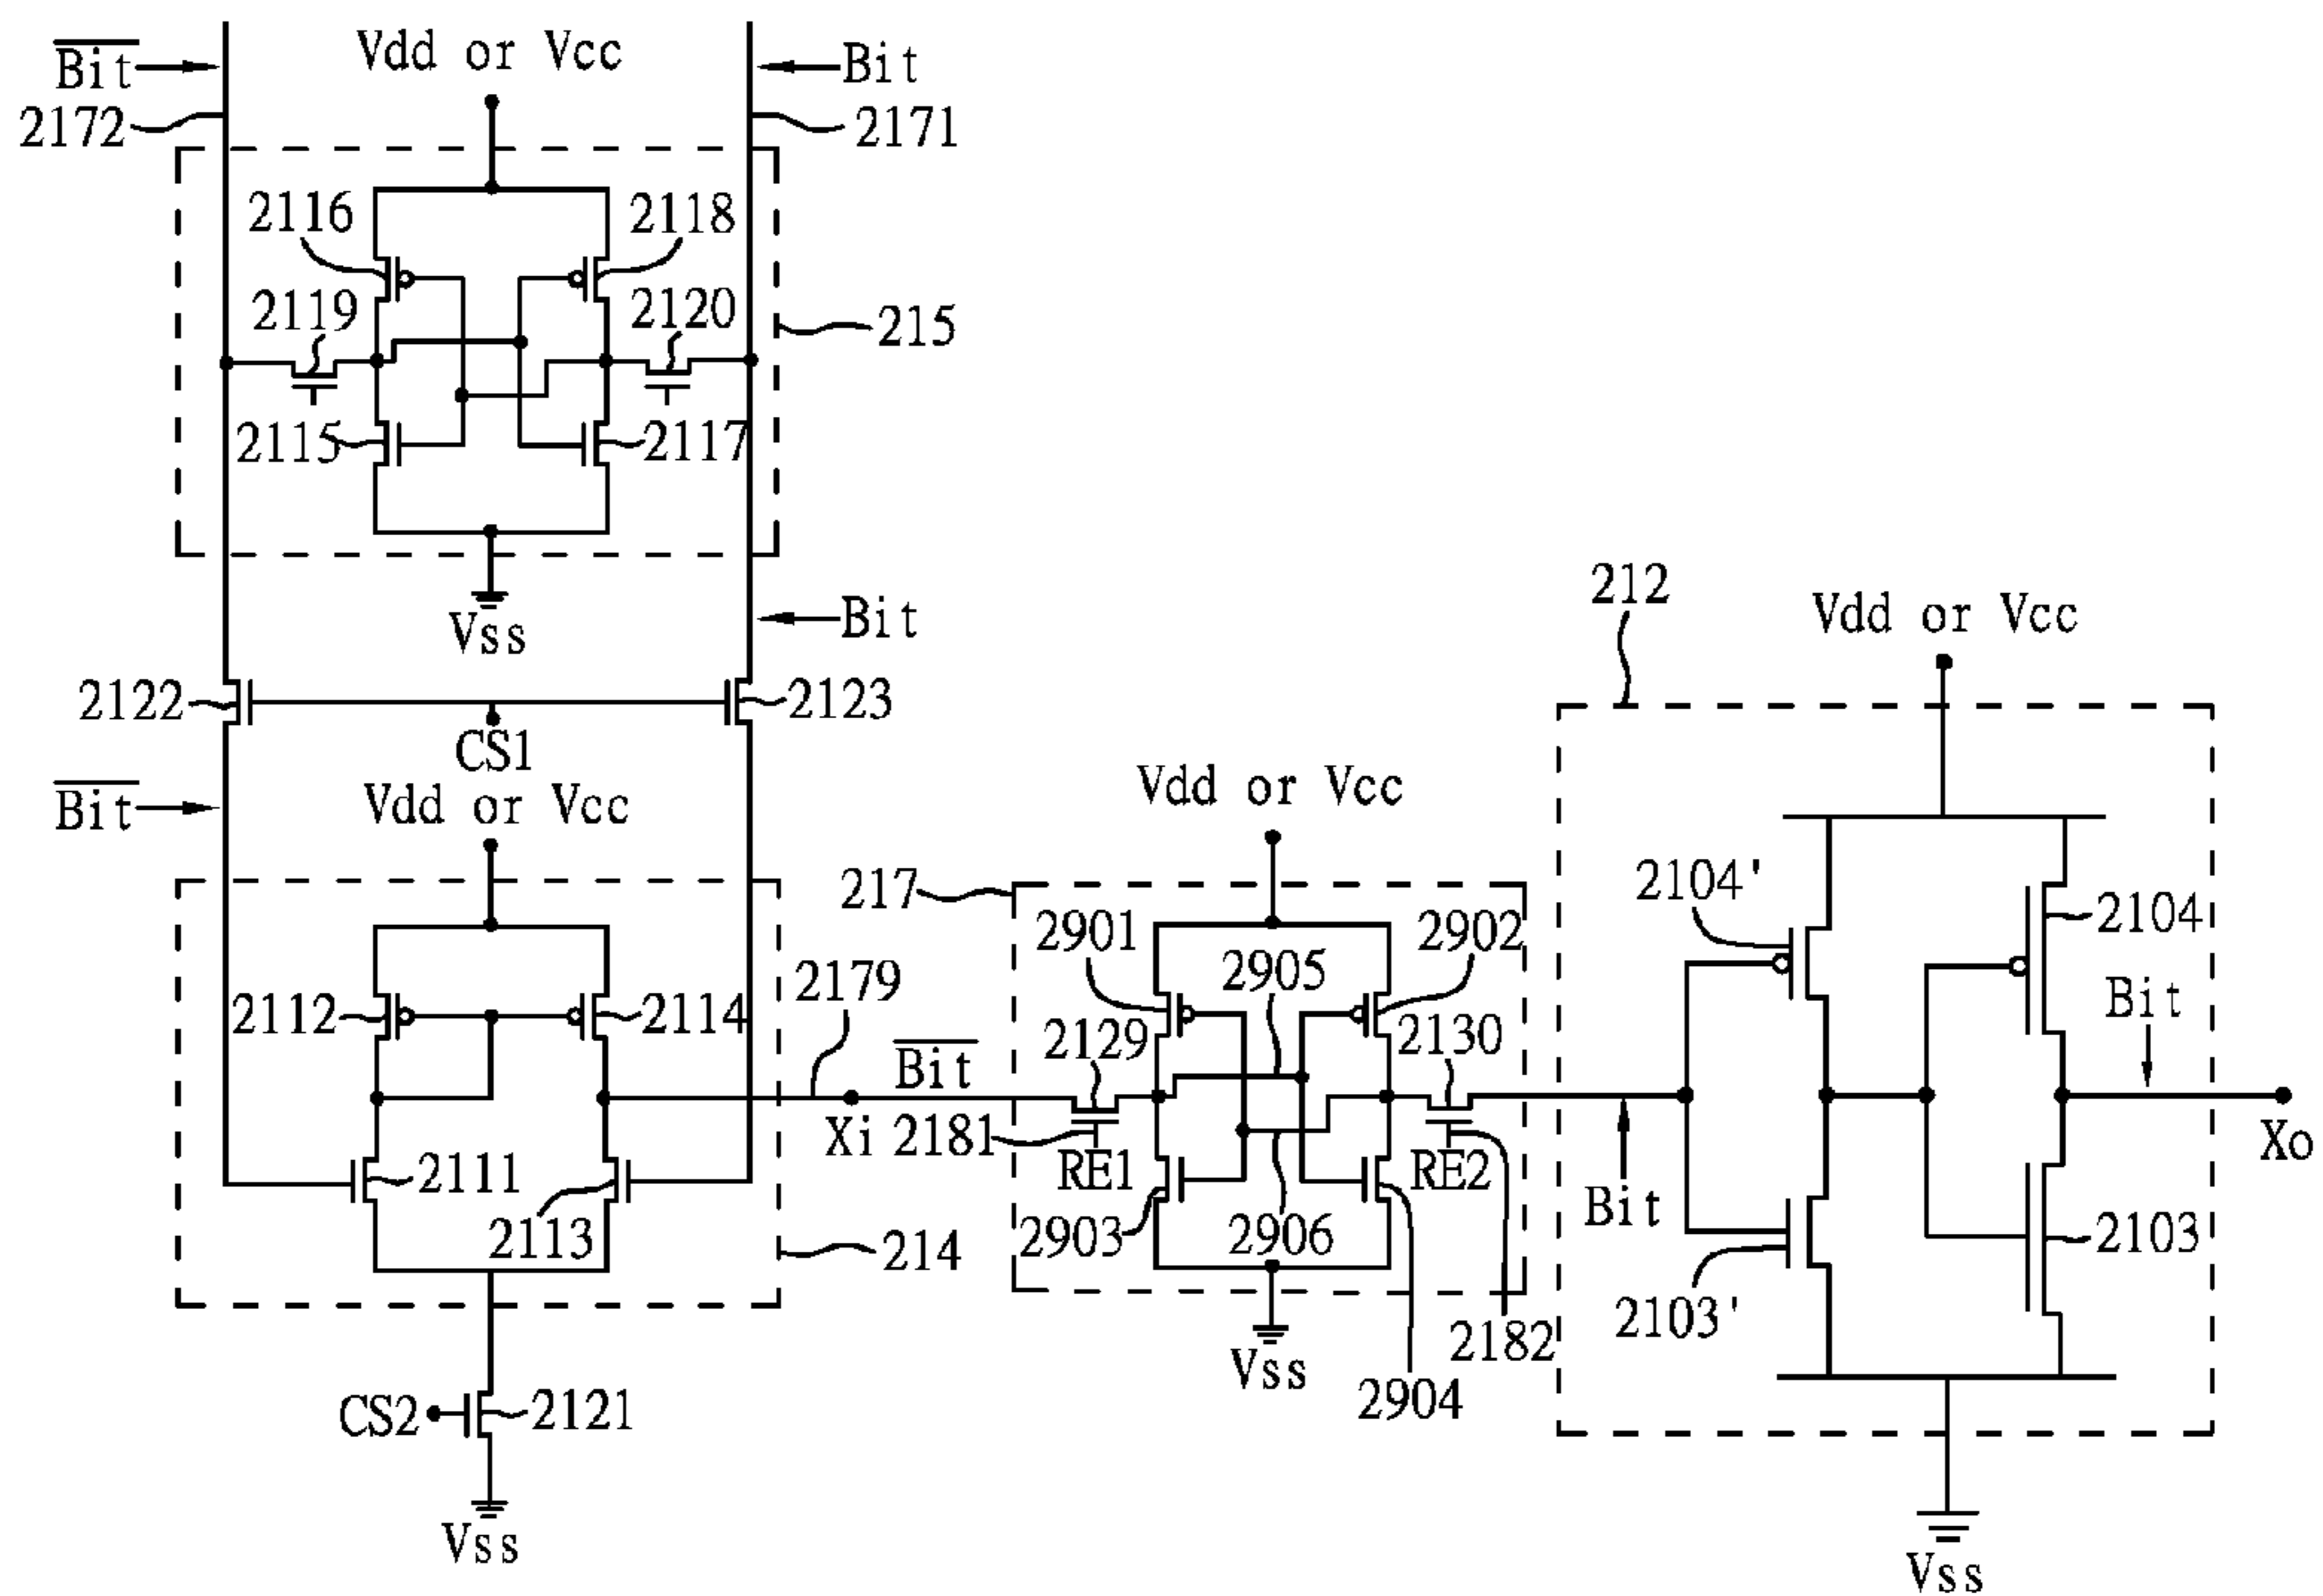 Bit
Vdd or Vcc
Bit
2172
2171
2116
2118
2119
2120
215
2115
2117
Vss
Bit
2122
2123
CS1
Bit
Vdd or Vcc
2112
2114
2179
2111
2113
214
CS2
2121
Vss
Vdd or Vcc
217
2901
2902
2905
2129
2130
Bit
Xi
2181
RE1
RE2
2903
2906
2182
2904
Vss
212
Vdd or Vcc
2104'
2104
Bit
Bit
Xo
2103
2103'
Vss